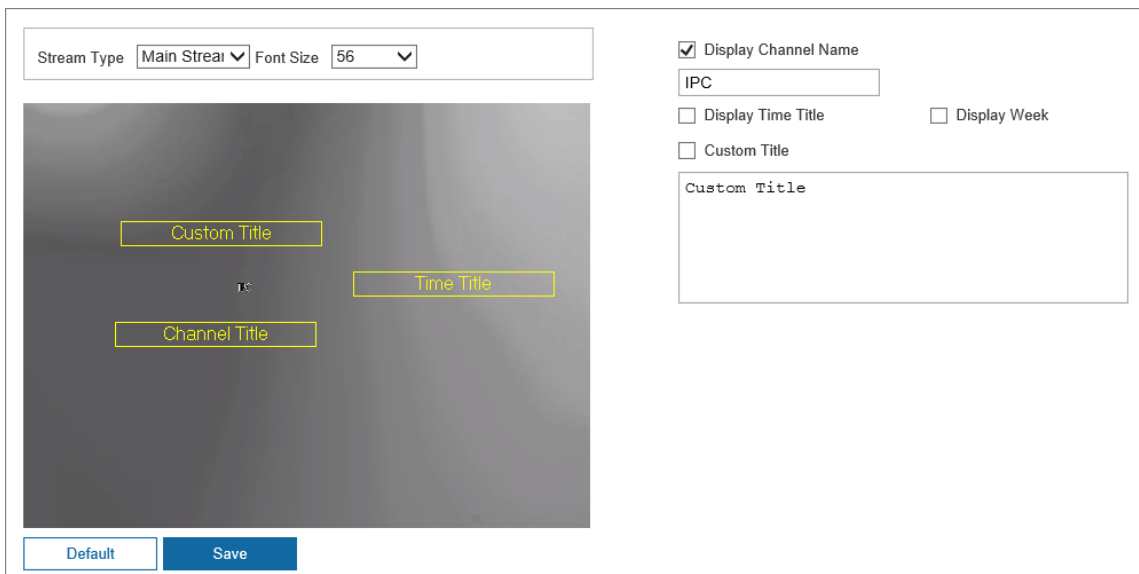 Stream Type Main Strear Font Size 56
Display Channel Name
IPC
Display Time Title Display Week
Custom Title
Custom Title
Custom Title
Time Title
Channel Title
Default Save